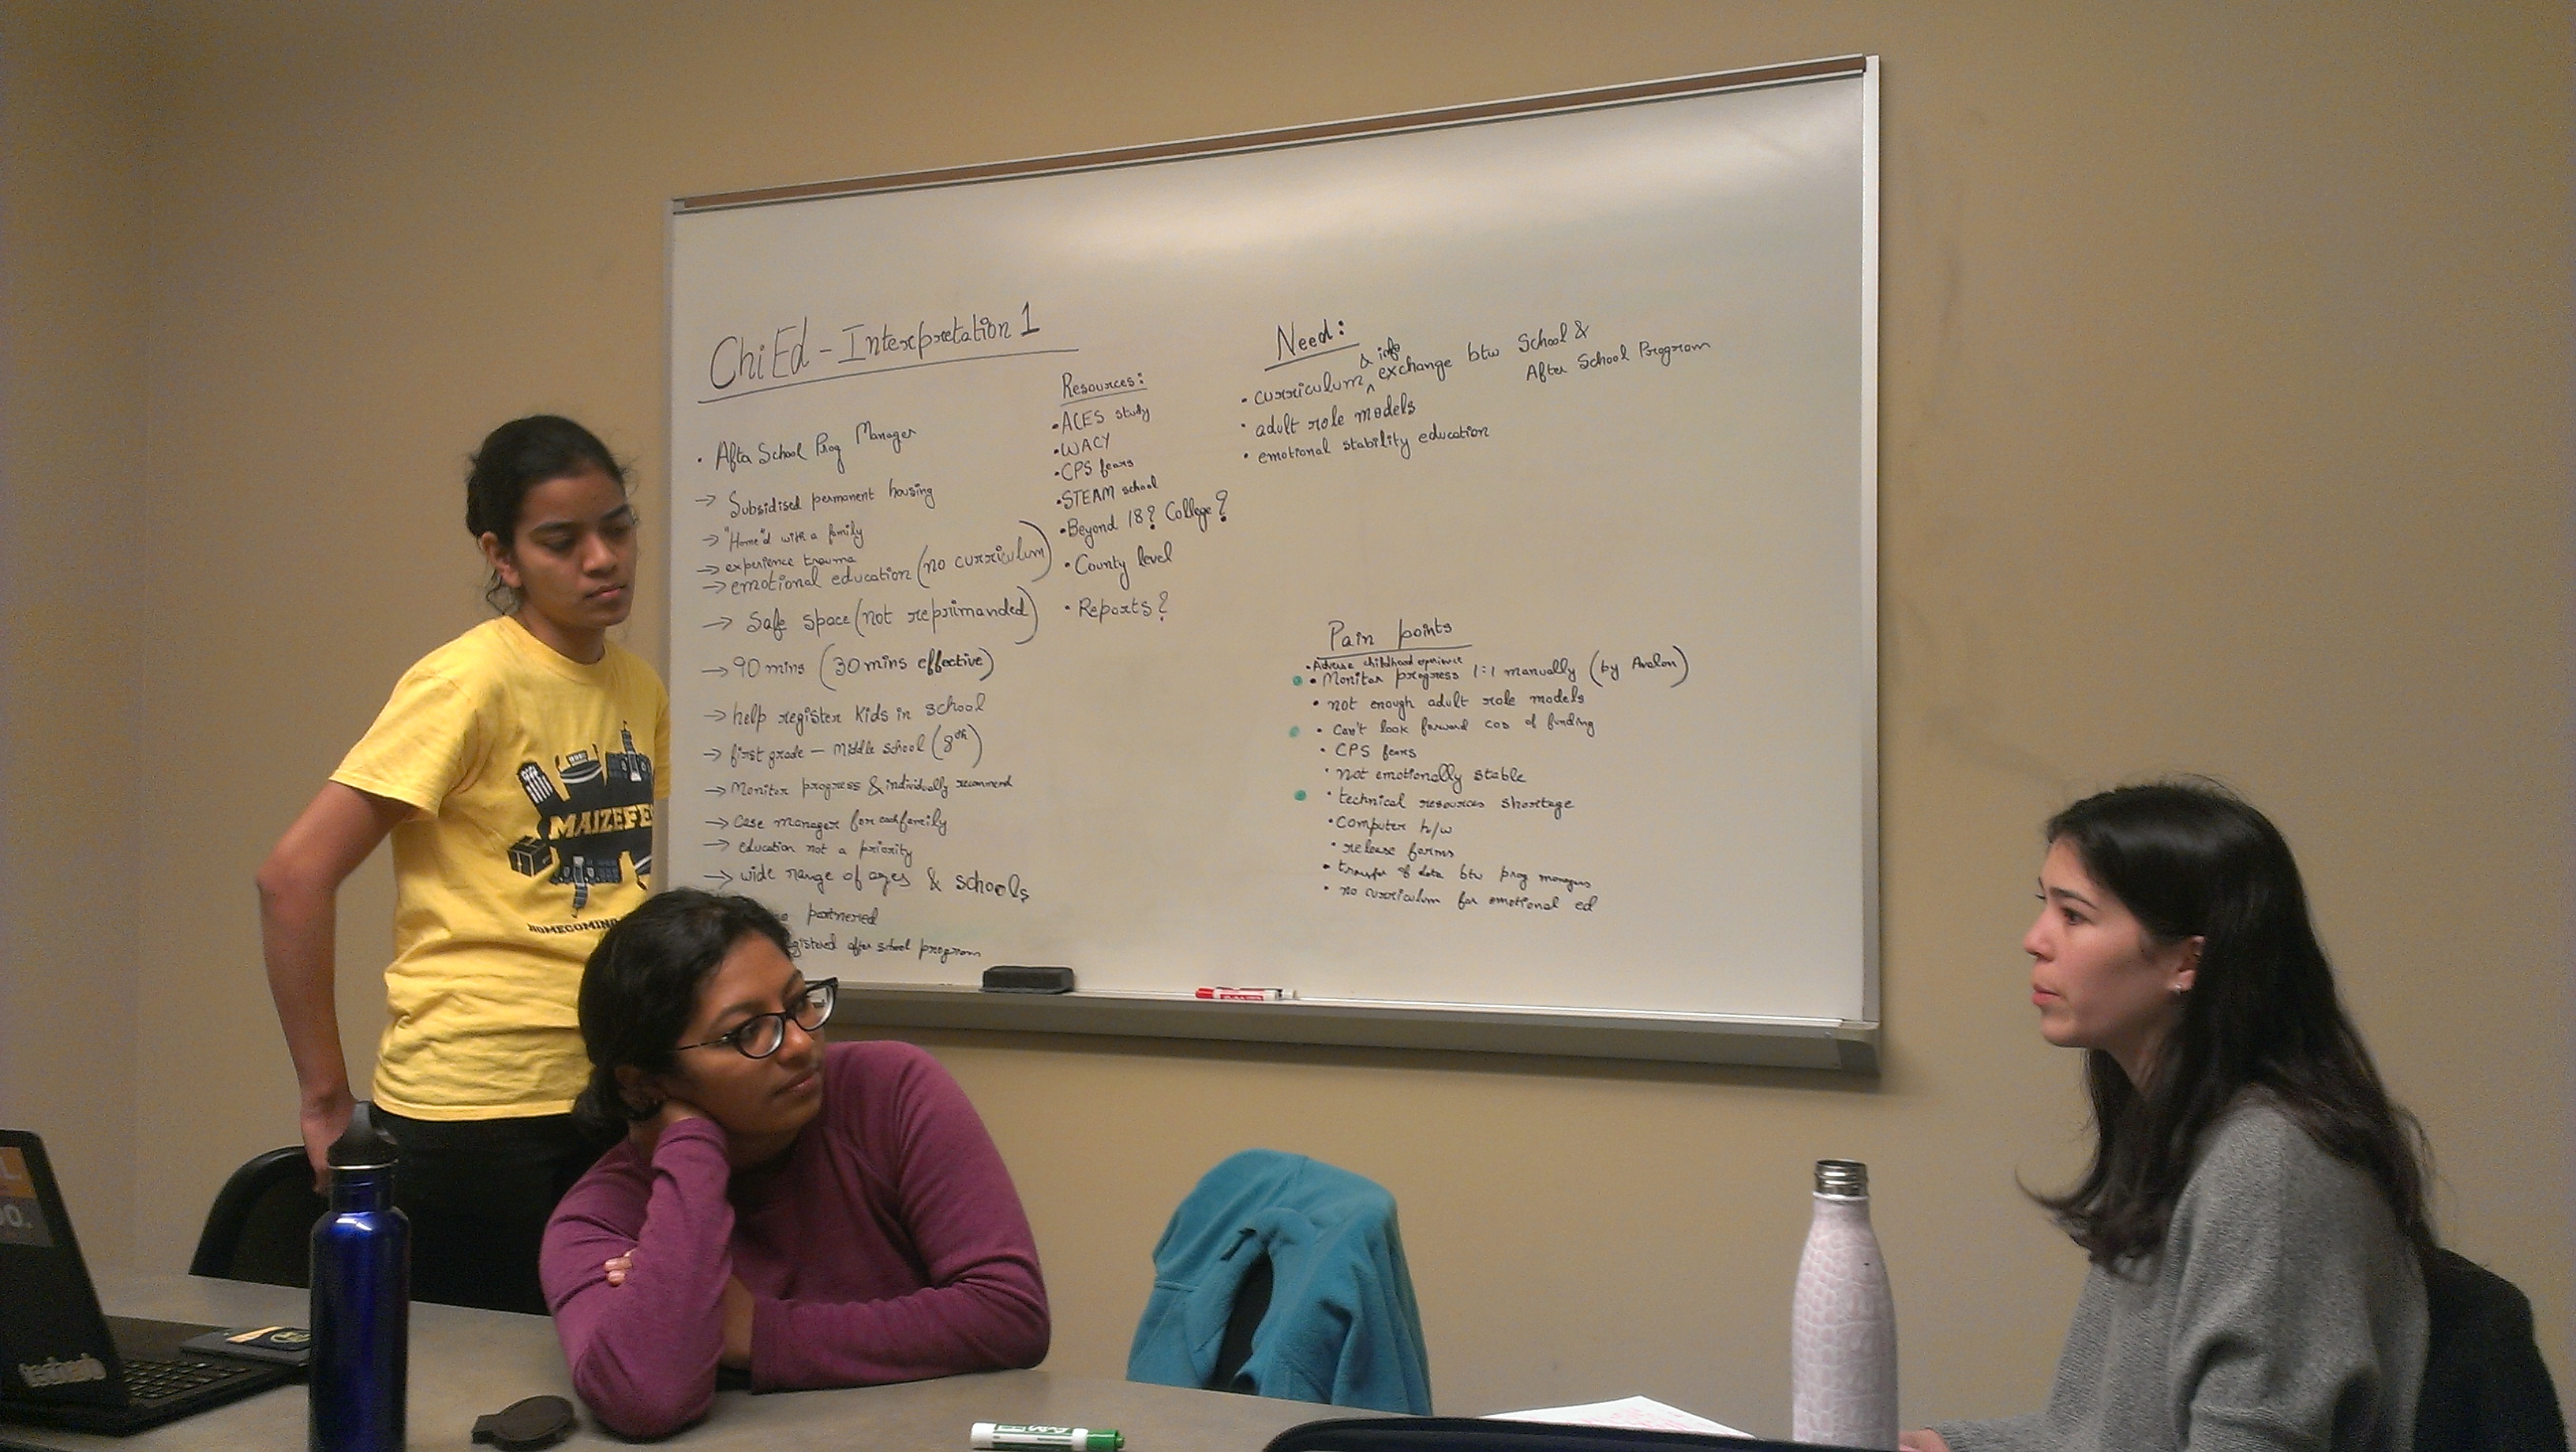 ChiEd - Interpretation 1
• After School Prog Manager
→ Subsidised permanent housing
→ "Home"d with a family
→ experience trauma
→ emotional education (no curriculum)
→ Safe space (not reprimanded)
→ 90 mins (30 mins effective)
→ help register kids in school
→ first grade - Middle school (8th)
→ Monitor progress & individually recommend
→ Case manager for each family
→ education not a priority
→ wide range of ages & schools
partnered
after school program
Resources:
• ACES study
• WACY
• CPS fears
• STEAM school
• Beyond 18? College?
• County level
• Reports?
Need:
• curriculum & info exchange btw School &
After School Program
• adult role models
• emotional stability education
Pain points
• Adverse childhood experience
• Monitor progress 1:1 manually (by Avalon)
• not enough adult role models
• Can't look forward cos of funding
• CPS fears
• not emotionally stable
• technical resources shortage
• computer h/w
• release forms
• transfer of data btw prog managers
• no curriculum for emotional ed
MAIZEFE
HOMECOMING